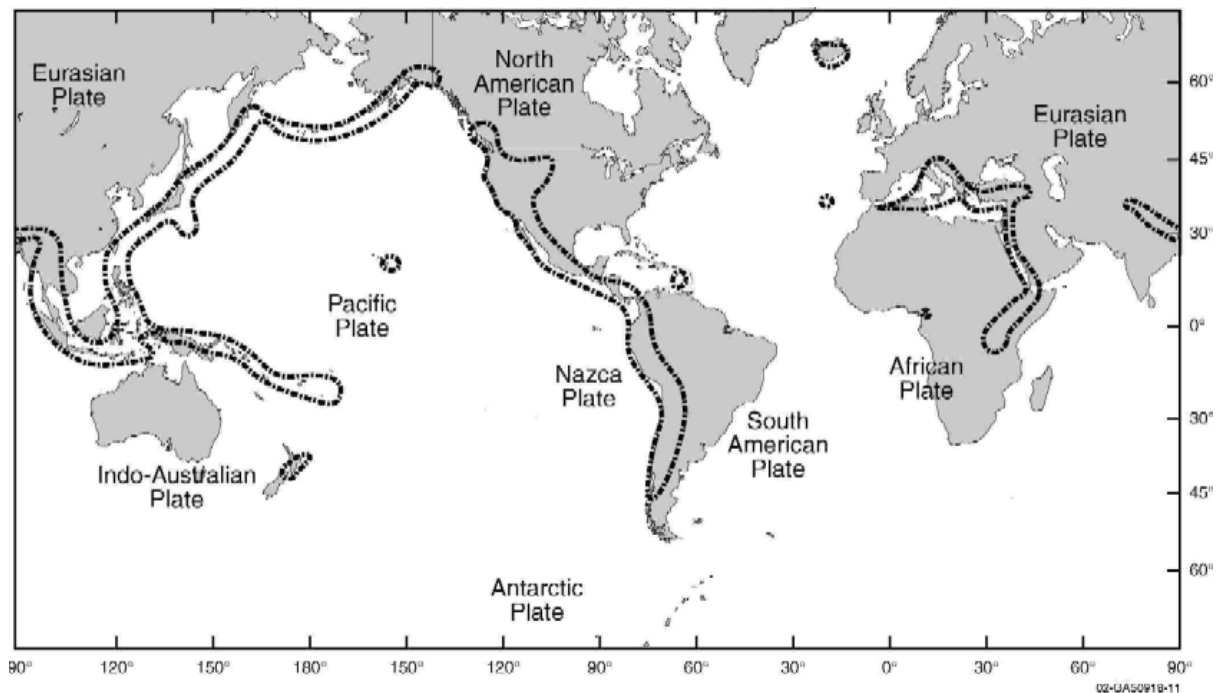 Eurasian
Plate
North
American
Plate
Eurasian
Plate
60°
45°
30°
Pacific
Plate
0°
Nazca
Plate
African
Plate
South
American
Plate
30°
Indo-Australian
Plate
45°
Antarctic
Plate
60°
90° 120° 150° 180° 150° 120° 90° 60° 30° 0° 30° 60° 90°
02-GA50918-11